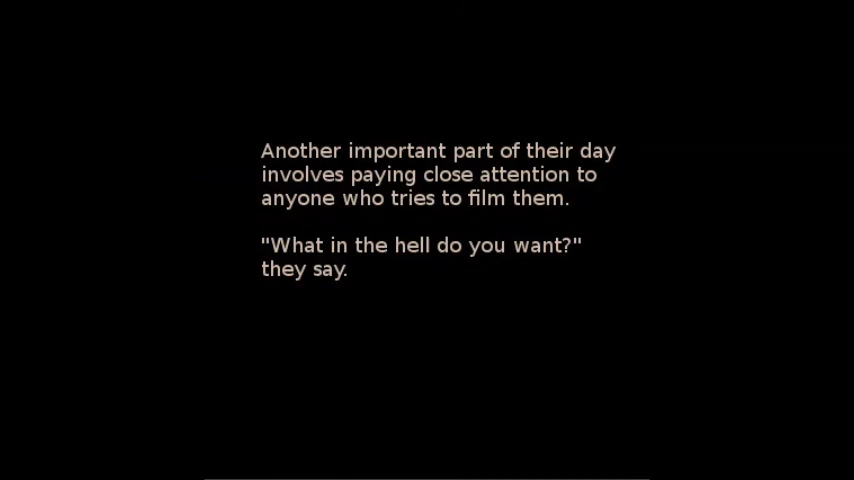 Another important part of their day
involves paying close attention to
anyone who tries to film them.
"What in the hell do you want?"
they say.